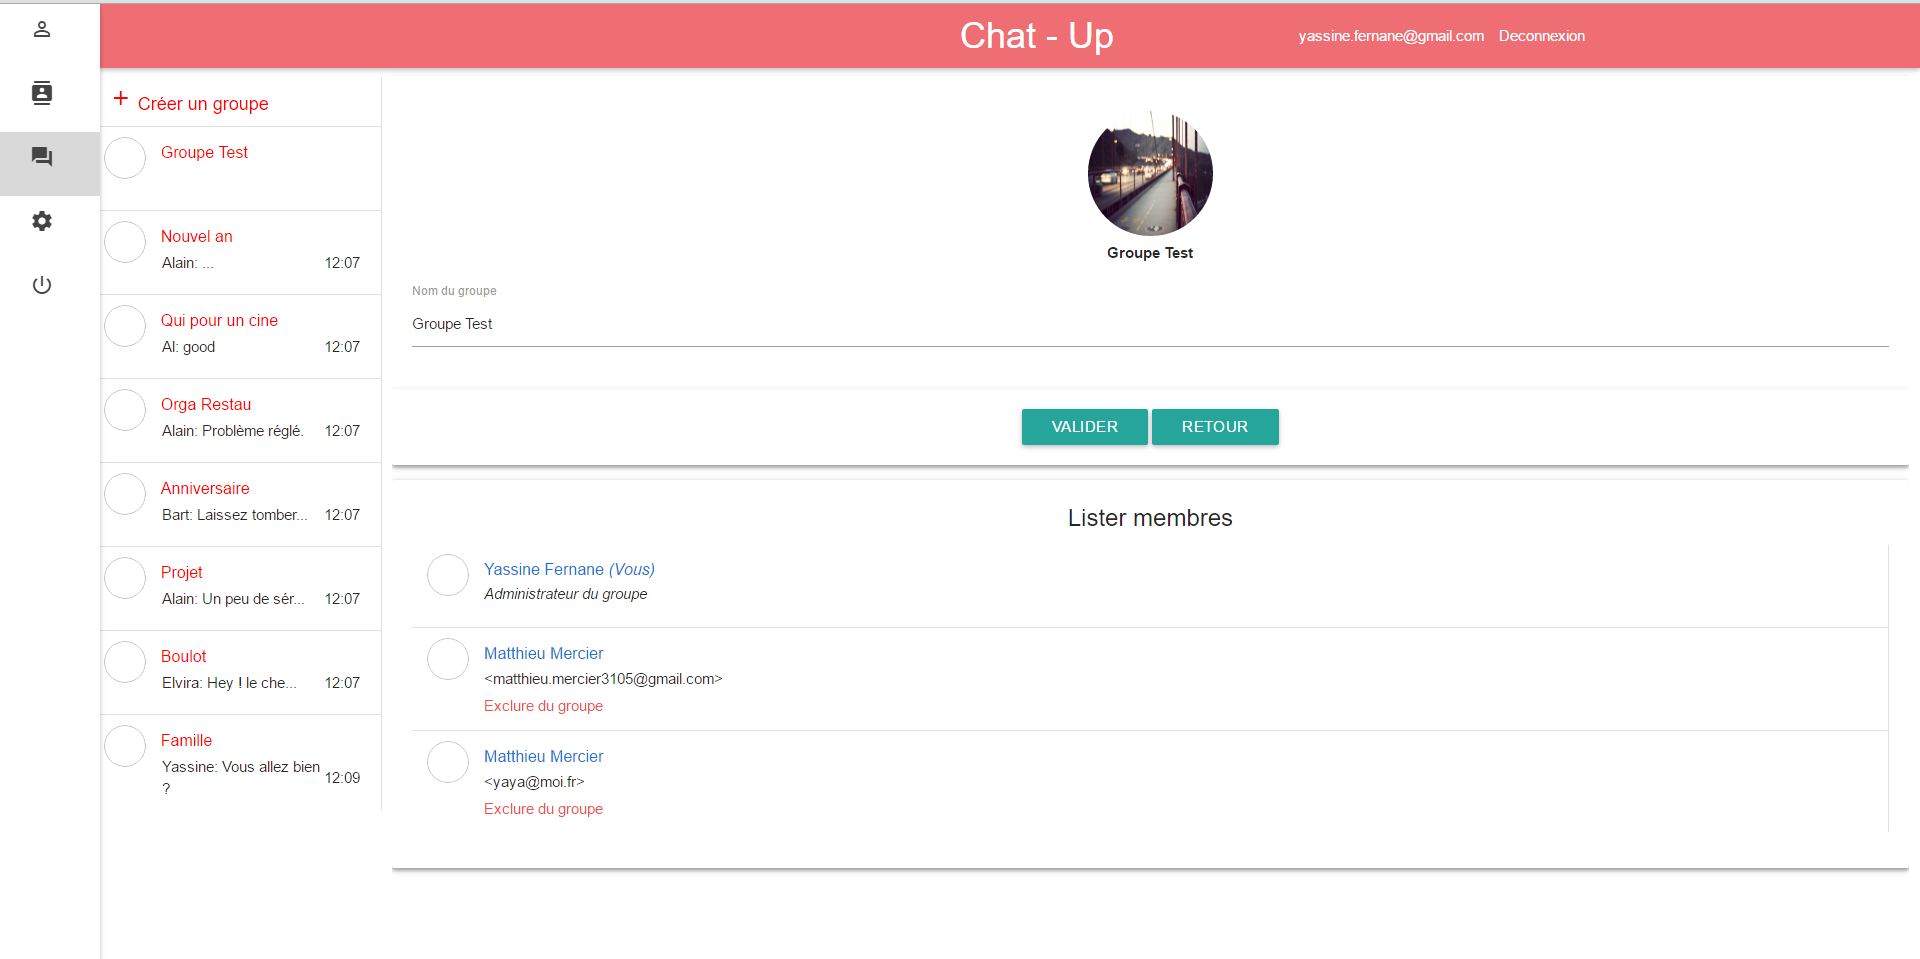 Chat - Up
yassine.fernane@gmail.com Deconnexion
+ Créer un groupe
Groupe Test
Nouvel an
Alain: ... 12:07
Qui pour un cine
Al: good 12:07
Orga Restau
Alain: Problème réglé. 12:07
Anniversaire
Bart: Laissez tomber... 12:07
Projet
Alain: Un peu de sér... 12:07
Boulot
Elvira: Hey ! le che... 12:07
Famille
Yassine: Vous allez bien
? 12:09
Groupe Test
Nom du groupe
Groupe Test
VALIDER RETOUR
Lister membres
Yassine Fernane (Vous)
Administrateur du groupe
Matthieu Mercier
<matthieu.mercier3105@gmail.com>
Exclure du groupe
Matthieu Mercier
<yaya@moi.fr>
Exclure du groupe